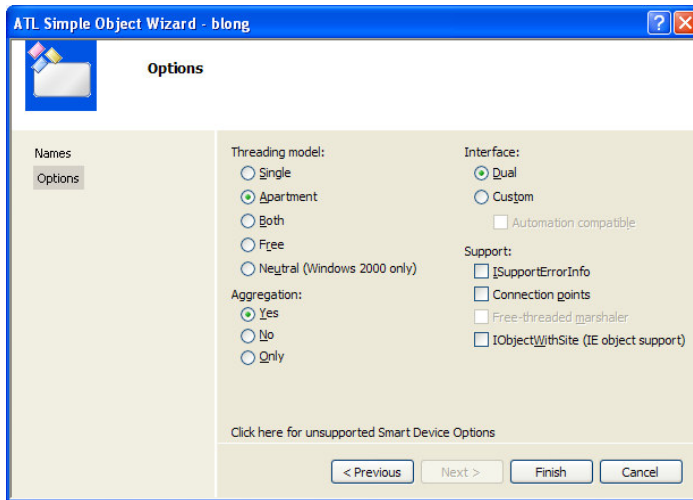 ATL Simple Object Wizard - blong
Options
Names
Options
Threading model:
Single
Apartment
Both
Free
Neutral (Windows 2000 only)
Aggregation:
Yes
No
Only
Interface:
Dual
Custom
Automation compatible
Support:
ISupportErrorInfo
Connection points
Free-threaded marshaler
IObjectWithSite (IE object support)
Click here for unsupported Smart Device Options
< Previous
Next >
Finish
Cancel